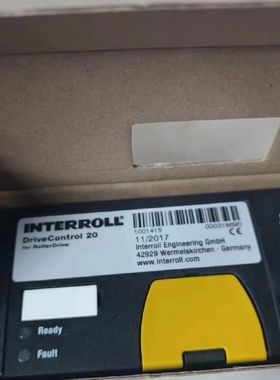 INTERROLL
DriveControl 20
for RollerDrive
1001415
000318690
11/2017
Interroll Engineering GmbH
42929 Wermelskirchen - Germany
www.interroll.com
Ready
Fault